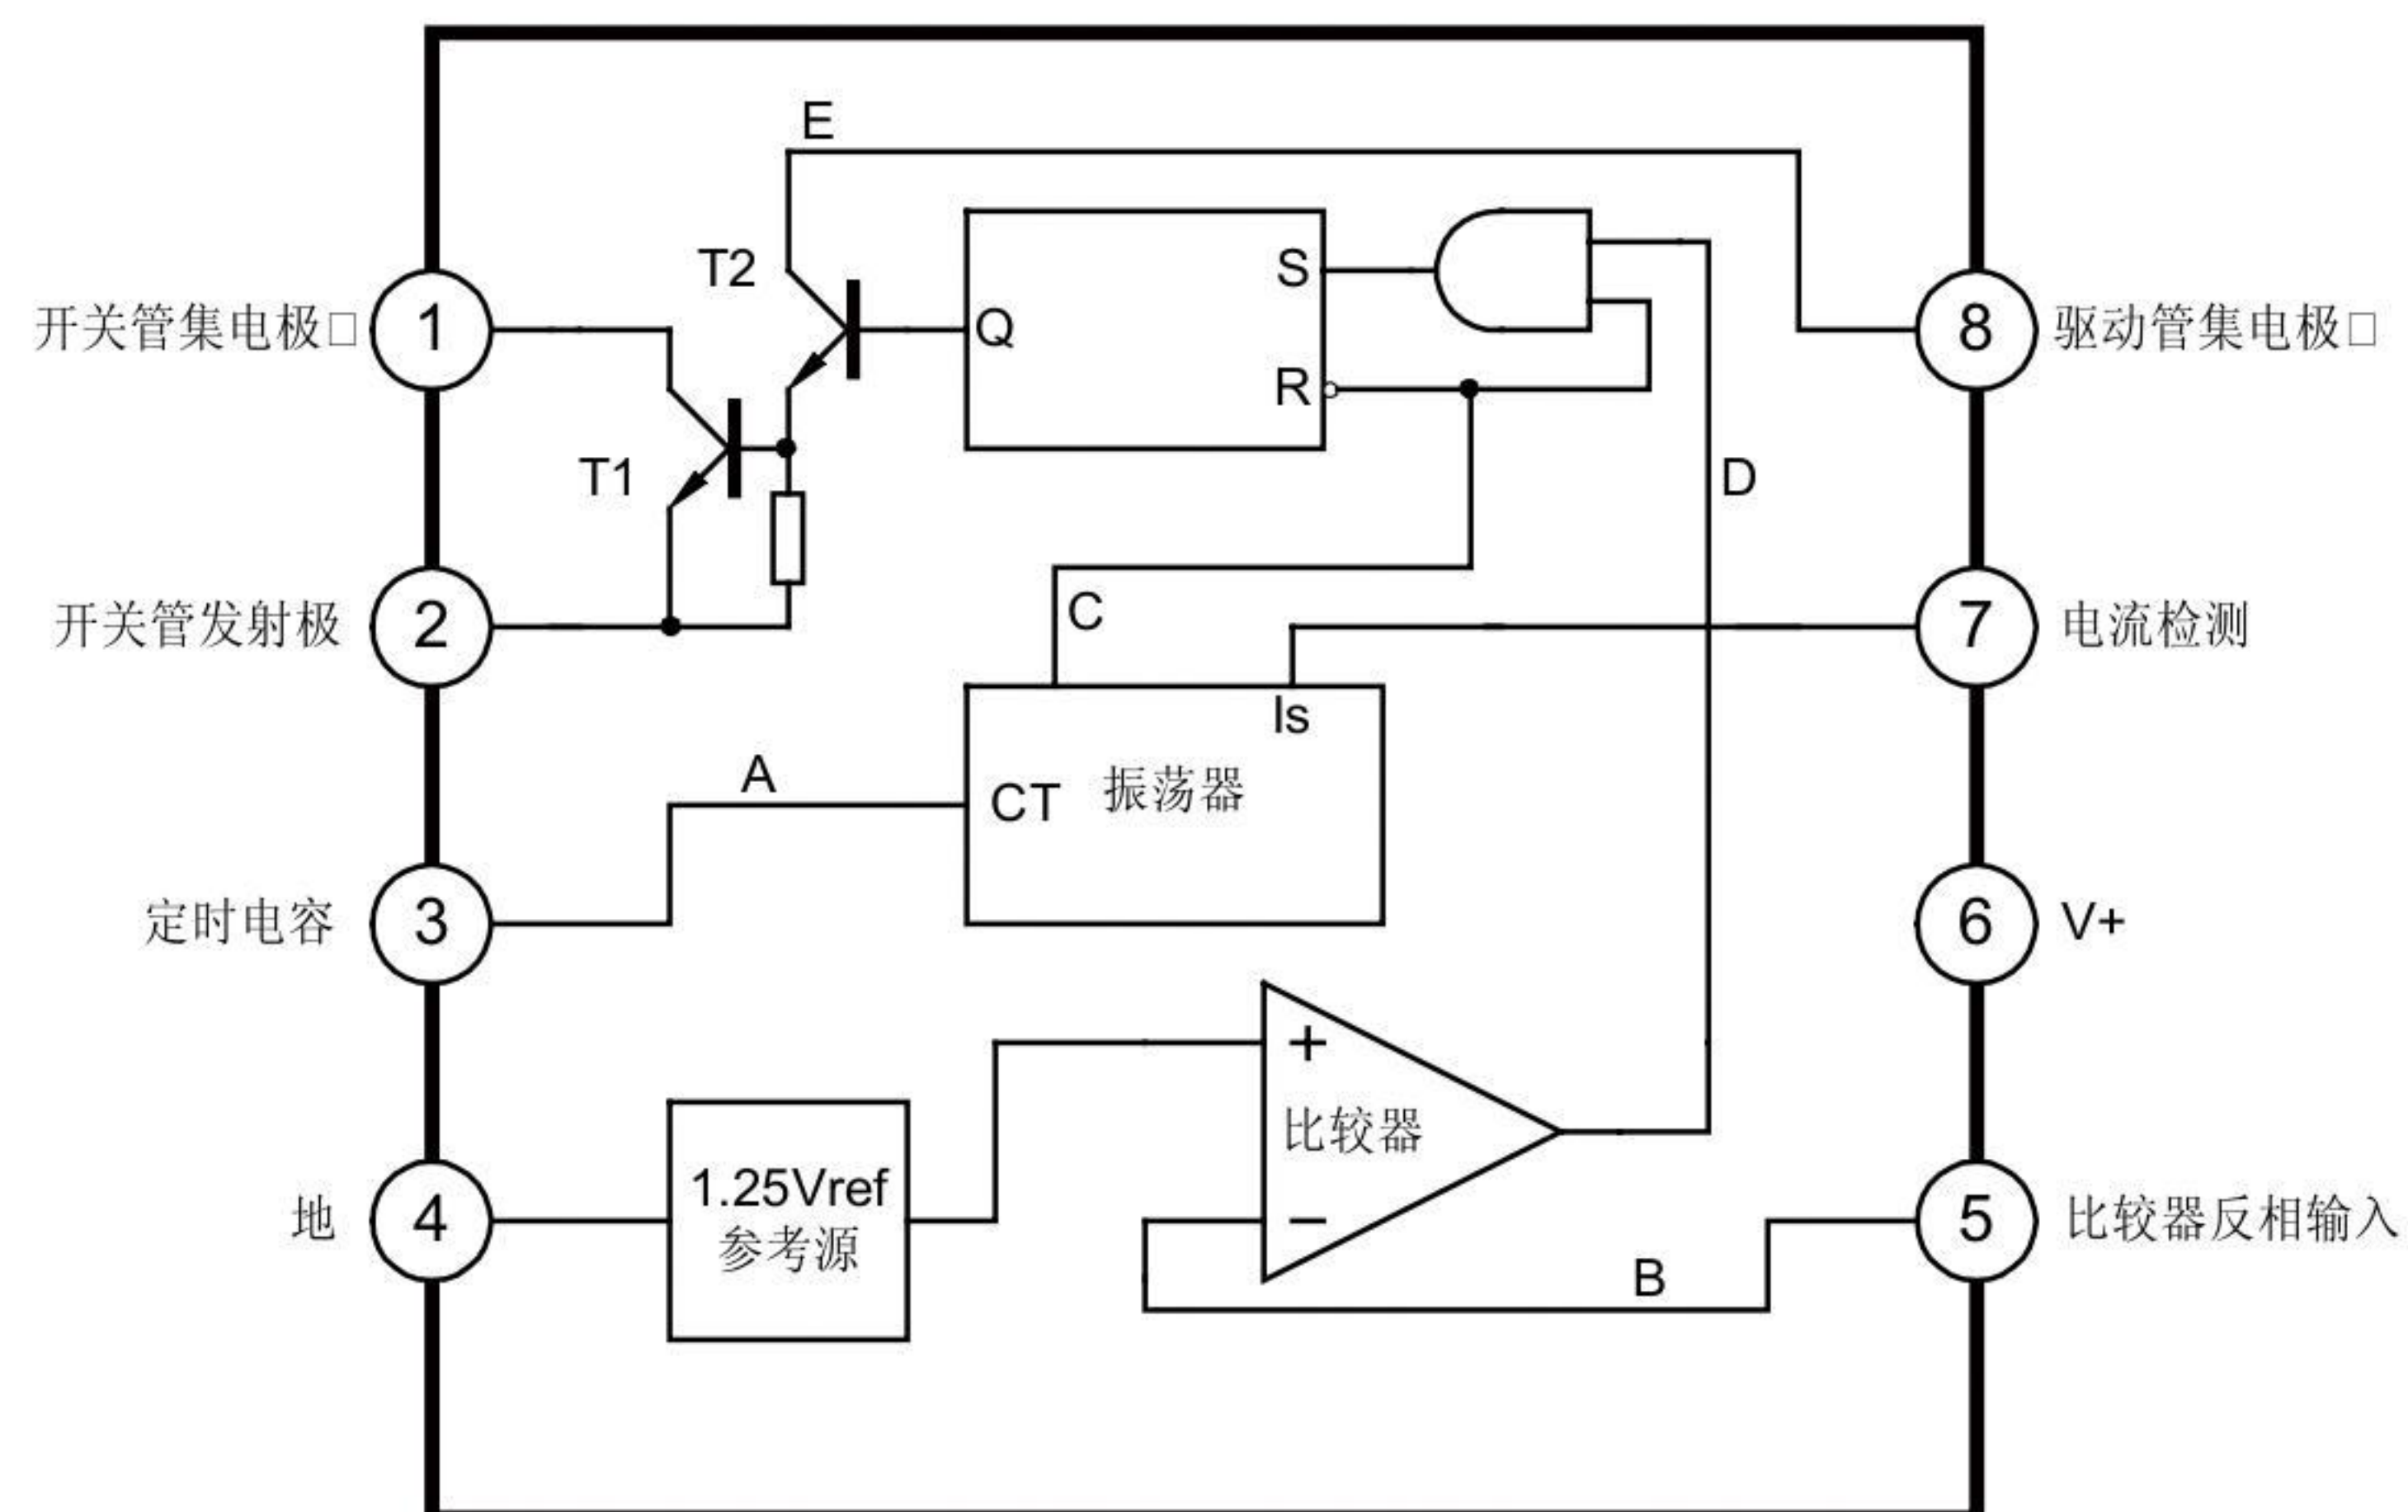 E
T2
S
Q
R
开关管集电极□
1
8
驱动管集电极□
T1
D
开关管发射极
2
C
7
电流检测
Is
A
CT 振荡器
定时电容
3
6
V+
+
比较器
1.25Vref
参考源
地
4
−
5
比较器反相输入
B